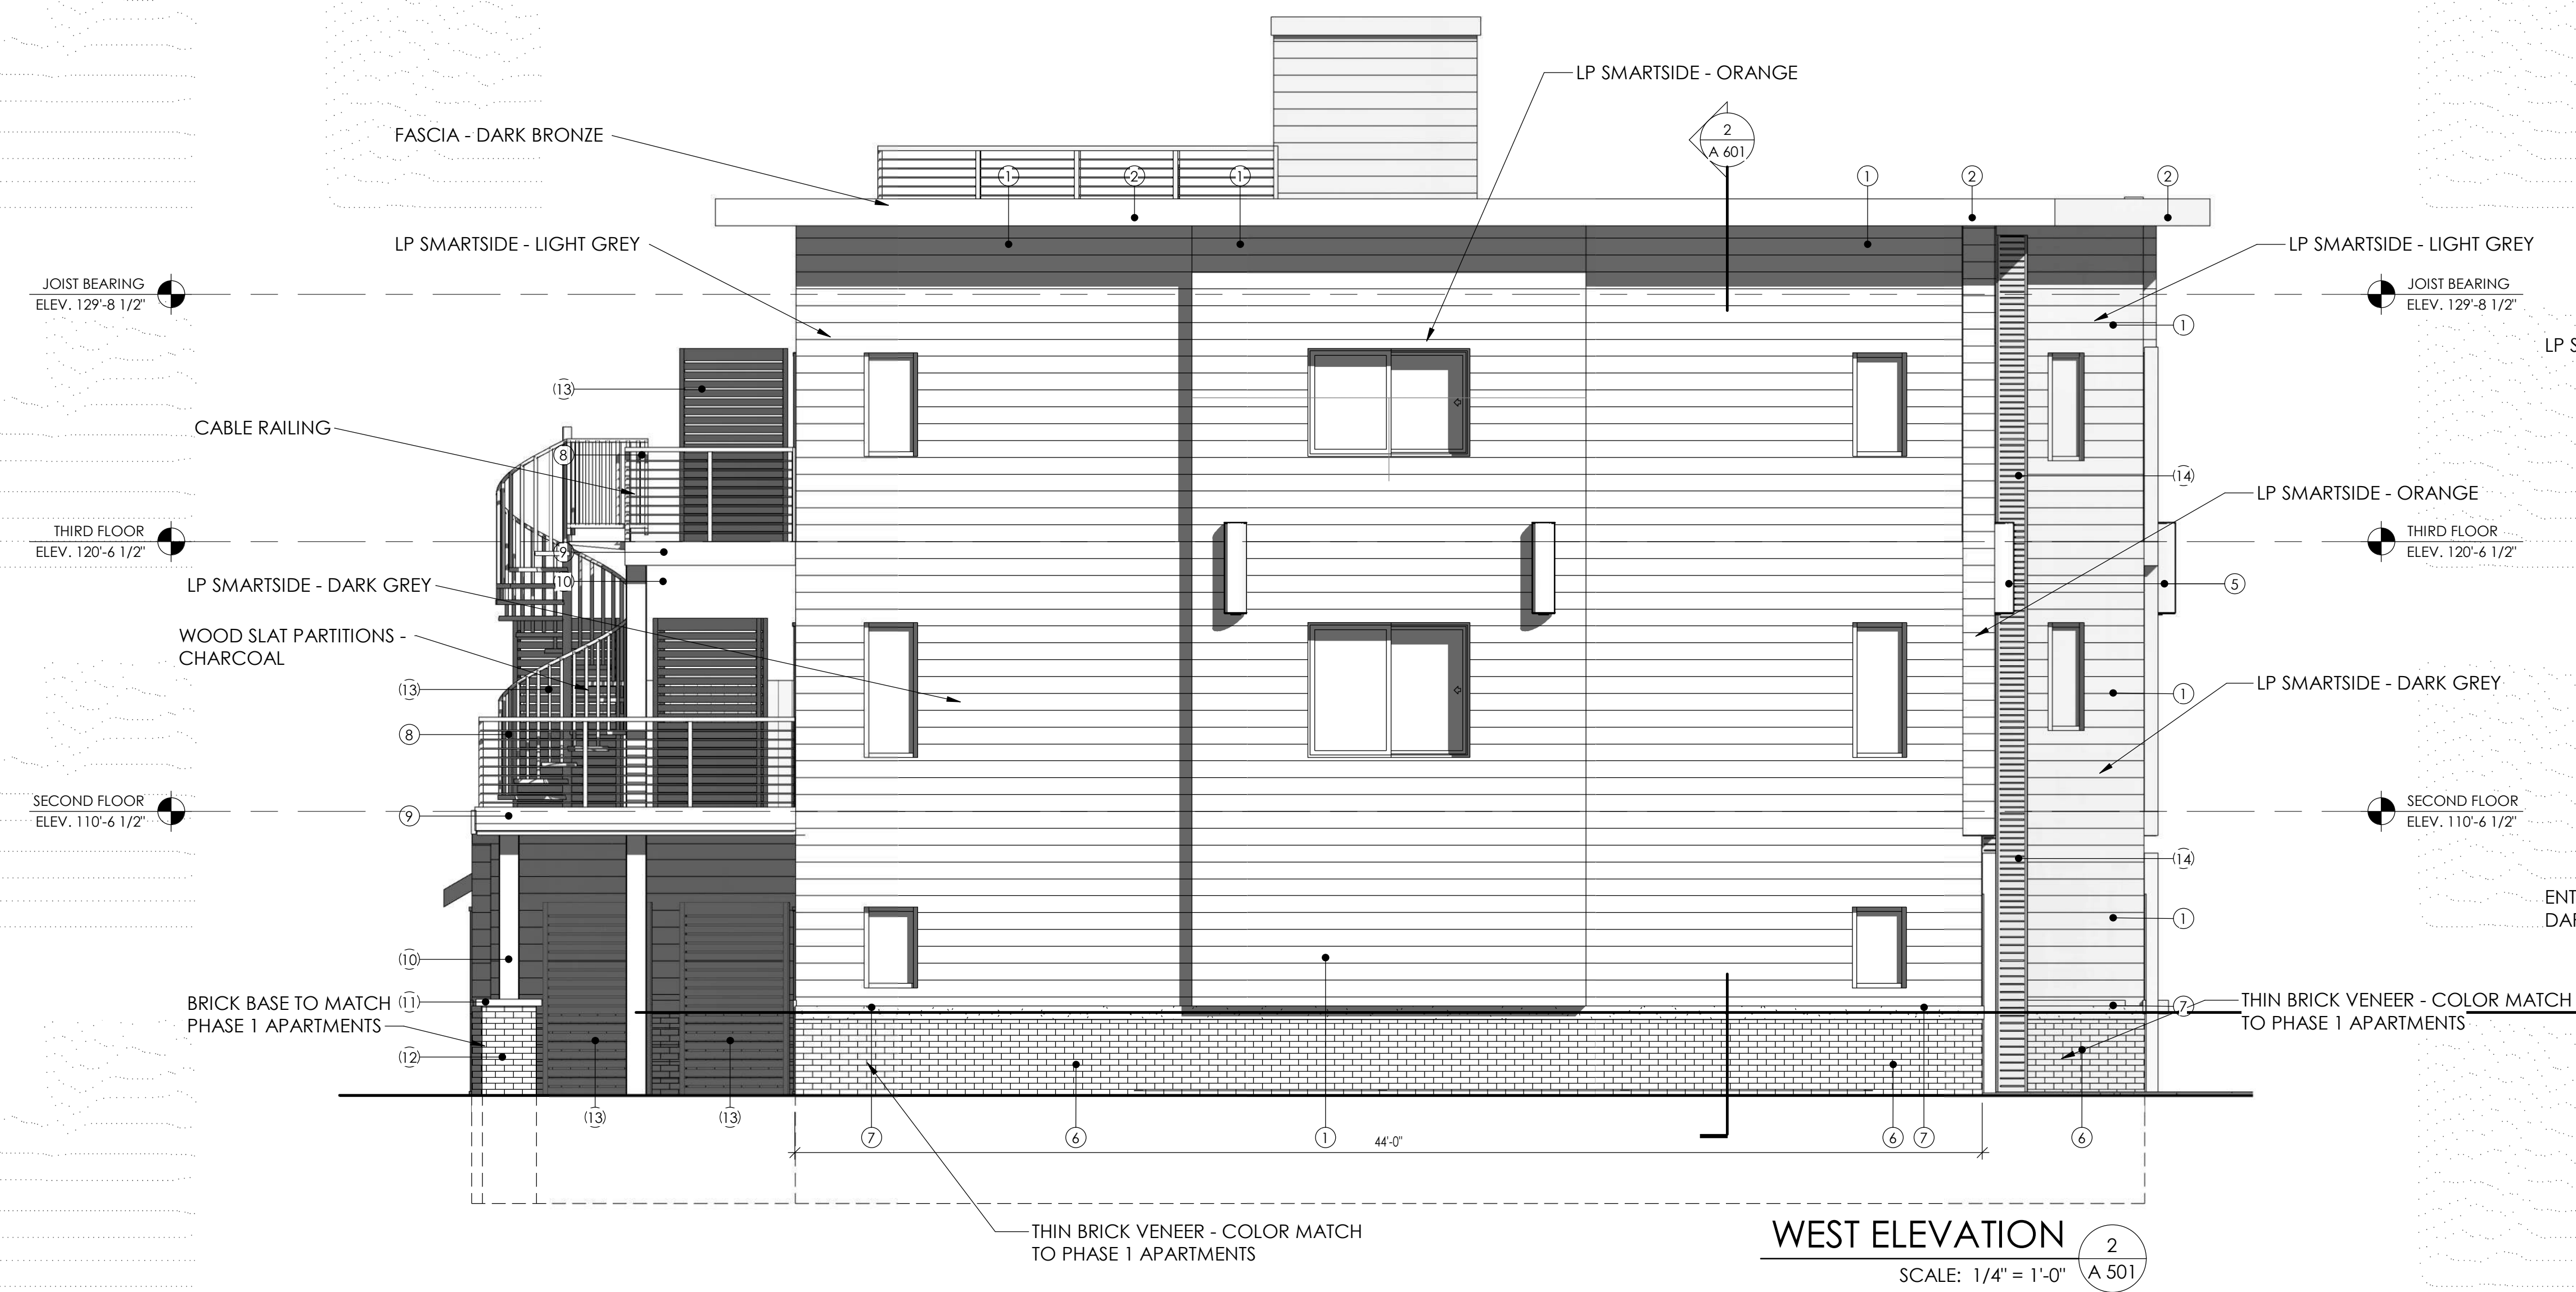 LP SMARTSIDE - ORANGE
FASCIA - DARK BRONZE
2
A 601
1
2
1
1
2
2
LP SMARTSIDE - LIGHT GREY
LP SMARTSIDE - LIGHT GREY
JOIST BEARING
ELEV. 129'-8 1/2"
JOIST BEARING
ELEV. 129'-8 1/2"
1
LP S
13
CABLE RAILING
8
14
LP SMARTSIDE - ORANGE
THIRD FLOOR
ELEV. 120'-6 1/2"
THIRD FLOOR
ELEV. 120'-6 1/2"
9
10
LP SMARTSIDE - DARK GREY
5
WOOD SLAT PARTITIONS -
CHARCOAL
13
1
LP SMARTSIDE - DARK GREY
8
SECOND FLOOR
ELEV. 110'-6 1/2"
9
SECOND FLOOR
ELEV. 110'-6 1/2"
14
ENT
DAR
1
10
BRICK BASE TO MATCH
PHASE 1 APARTMENTS
11
7
THIN BRICK VENEER - COLOR MATCH
TO PHASE 1 APARTMENTS
12
13
13
7
6
1
44'-0"
6
7
6
THIN BRICK VENEER - COLOR MATCH
TO PHASE 1 APARTMENTS
WEST ELEVATION
SCALE: 1/4" = 1'-0"
2
A 501